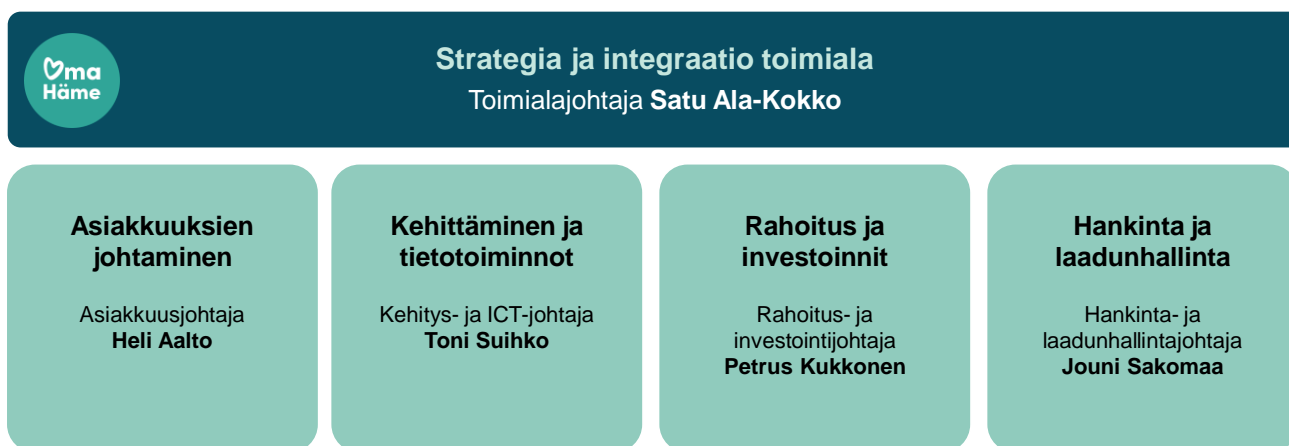 Oma
Häme
Strategia ja integraatio toimiala
Toimialajohtaja Satu Ala-Kokko
Asiakkuuksien
johtaminen
Asiakkuusjohtaja
Heli Aalto
Kehittäminen ja
tietotoiminnot
Kehitys- ja ICT-johtaja
Toni Suihko
Rahoitus ja
investoinnit
Rahoitus- ja
investointijohtaja
Petrus Kukkonen
Hankinta ja
laadunhallinta
Hankinta- ja
laadunhallintajohtaja
Jouni Sakomaa